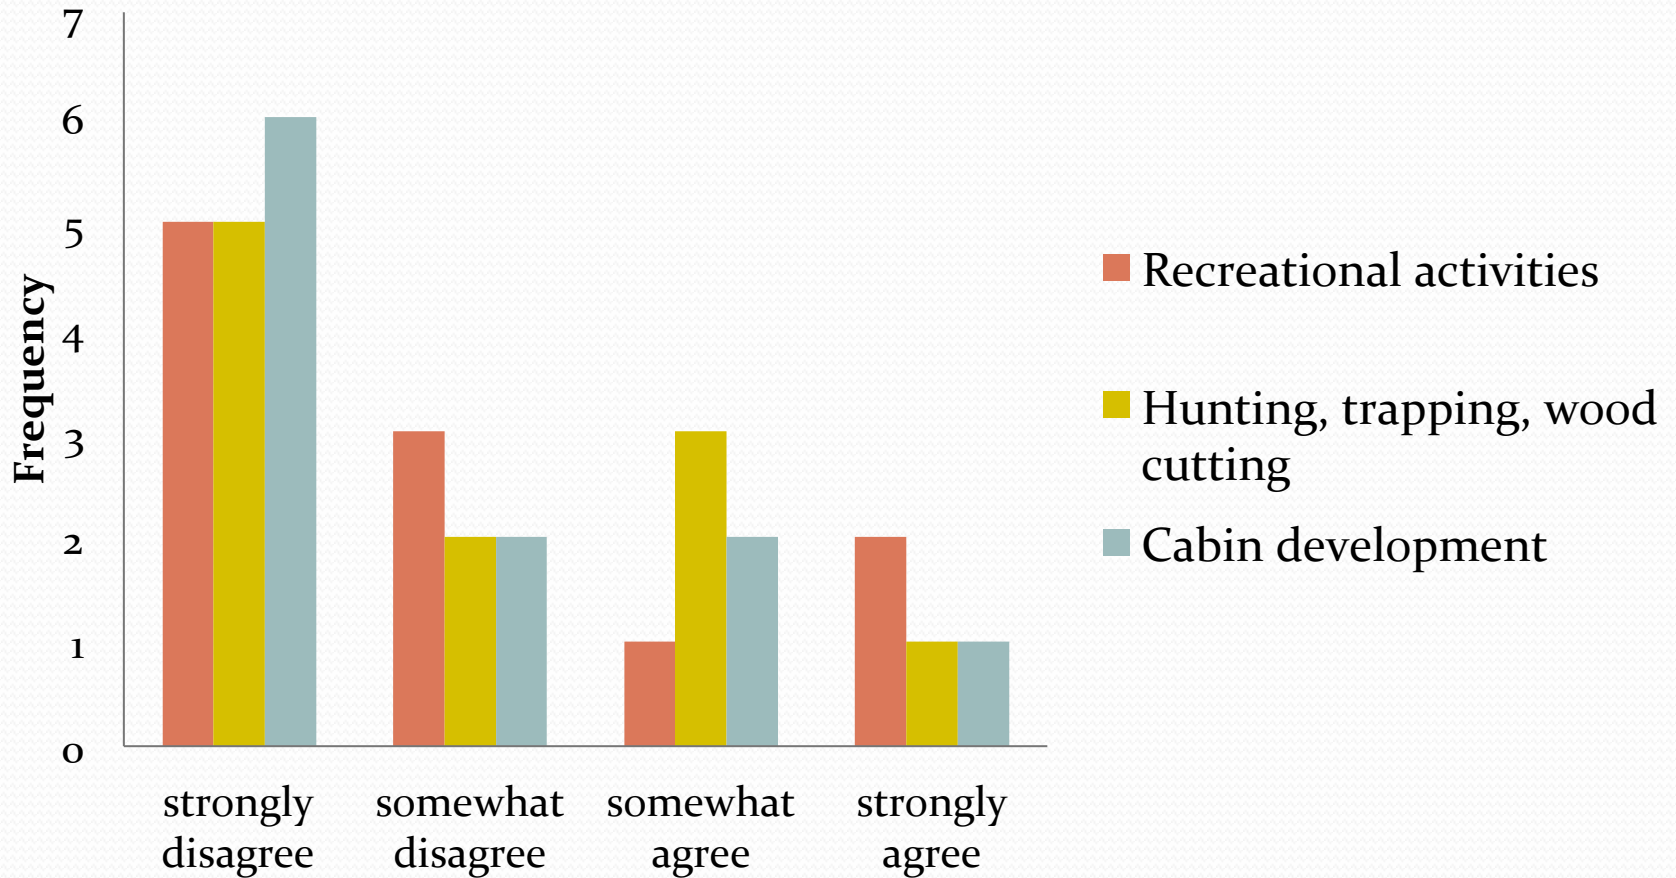 7
6
5
4
3
2
1
0
Frequency
strongly
disagree
somewhat
disagree
somewhat
agree
strongly
agree
Recreational activities
Hunting, trapping, wood
cutting
Cabin development